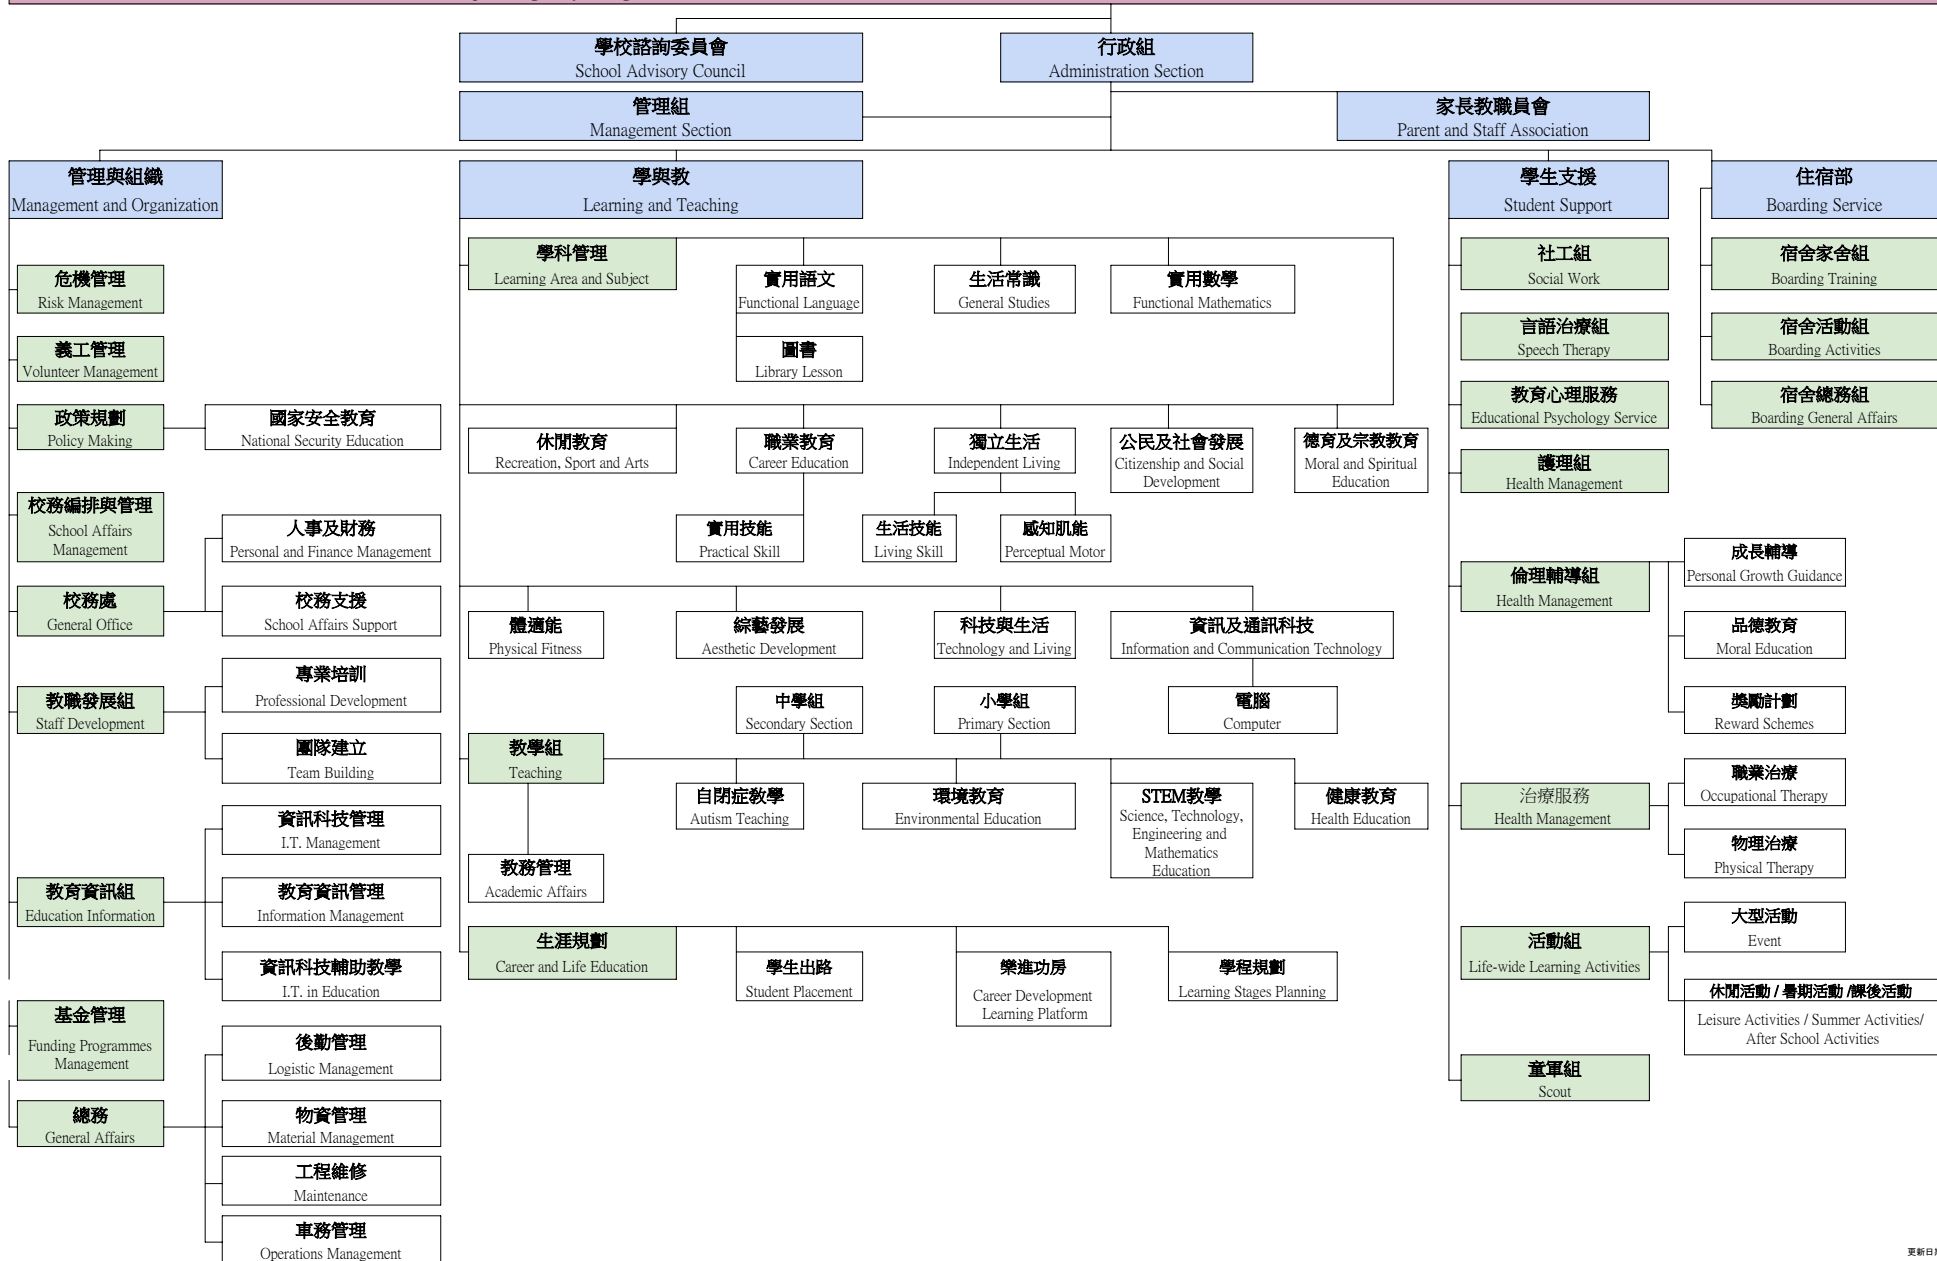 學校諮詢委員會
School Advisory Council
行政組
Administration Section
管理組
Management Section
家長教職員會
Parent and Staff Association
管理與組織
Management and Organization
學與教
Learning and Teaching
學生支援
Student Support
住宿部
Boarding Service
危機管理
Risk Management
義工管理
Volunteer Management
政策規劃
Policy Making
國家安全教育
National Security Education
校務編排與管理
School Affairs
Management
人事及財務
Personal and Finance Management
校務處
General Office
校務支援
School Affairs Support
專業培訓
Professional Development
教職發展組
Staff Development
團隊建立
Team Building
資訊科技管理
I.T. Management
教育資訊組
Education Information
教育資訊管理
Information Management
資訊科技輔助教學
I.T. in Education
基金管理
Funding Programmes
Management
後勤管理
Logistic Management
總務
General Affairs
物資管理
Material Management
工程維修
Maintenance
車務管理
Operations Management
學科管理
Learning Area and Subject
實用語文
Functional Language
生活常識
General Studies
實用數學
Functional Mathematics
圖書
Library Lesson
休閒教育
Recreation, Sport and Arts
職業教育
Career Education
獨立生活
Independent Living
公民及社會發展
Citizenship and Social
Development
德育及宗教教育
Moral and Spiritual
Education
實用技能
Practical Skill
生活技能
Living Skill
感知肌能
Perceptual Motor
體適能
Physical Fitness
綜藝發展
Aesthetic Development
科技與生活
Technology and Living
資訊及通訊科技
Information and Communication Technology
中學組
Secondary Section
小學組
Primary Section
電腦
Computer
教學組
Teaching
自閉症教學
Autism Teaching
環境教育
Environmental Education
STEM教學
Science, Technology,
Engineering and
Mathematics
Education
健康教育
Health Education
教務管理
Academic Affairs
生涯規劃
Career and Life Education
學生出路
Student Placement
樂進功房
Career Development
Learning Platform
學程規劃
Learning Stages Planning
社工組
Social Work
言語治療組
Speech Therapy
教育心理服務
Educational Psychology Service
護理組
Health Management
倫理輔導組
Health Management
成長輔導
Personal Growth Guidance
品德教育
Moral Education
獎勵計劃
Reward Schemes
治療服務
Health Management
職業治療
Occupational Therapy
物理治療
Physical Therapy
活動組
Life-wide Learning Activities
大型活動
Event
休閒活動 / 暑期活動 /課後活動
Leisure Activities / Summer Activities/
After School Activities
童軍組
Scout
宿舍家舍組
Boarding Training
宿舍活動組
Boarding Activities
宿舍總務組
Boarding General Affairs
更新日期